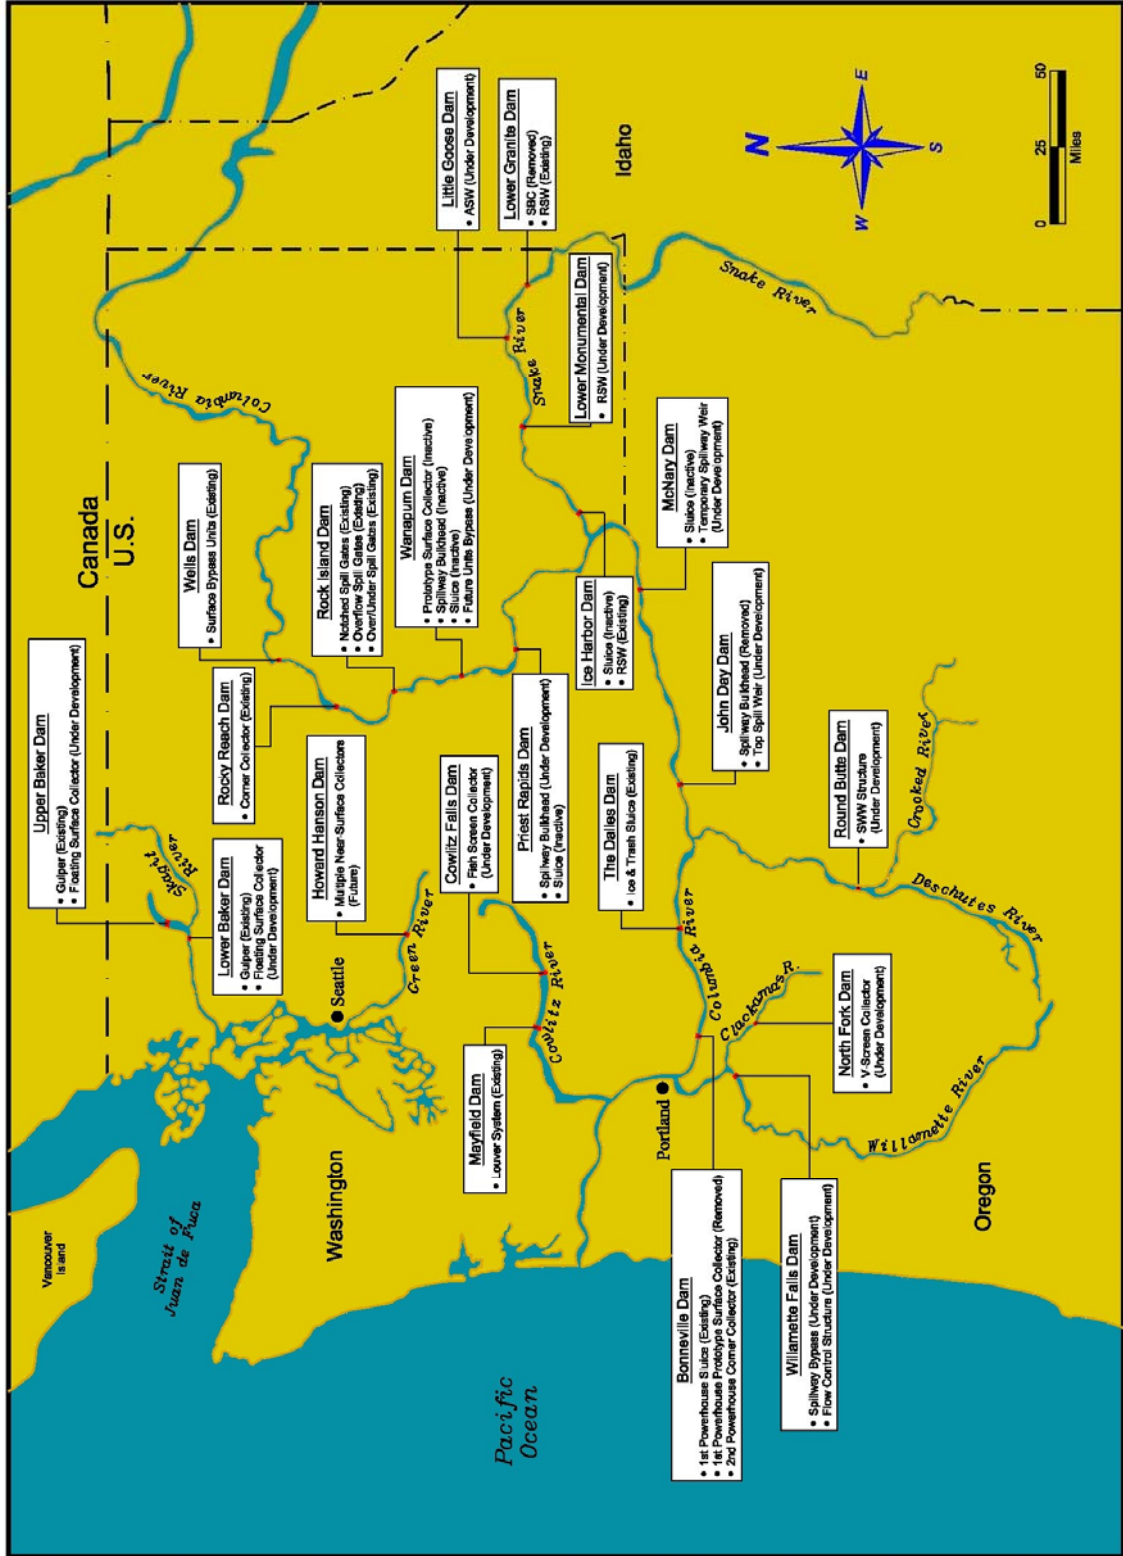 Canada
U.S.
Vancouver
Island
Strait of
Juan de Fuca
Pacific
Ocean
Washington
Oregon
Idaho
Seattle
Portland
Upper Baker Dam
• Gulper (Existing)
• Floating Surface Collector (Under Development)
Skagit
River
Lower Baker Dam
• Gulper (Existing)
• Floating Surface Collector
(Under Development)
Wells Dam
• Surface Bypass Units (Existing)
Columbia River
Rocky Reach Dam
• Corner Collector (Existing)
Rock Island Dam
• Notched Spill Gates (Existing)
• Overflow Spill Gates (Existing)
• Over/Under Spill Gates (Existing)
Howard Hanson Dam
• Multiple Near-Surface Collectors
(Future)
Green River
Wanapum Dam
• Prototype Surface Collector (Inactive)
• Spillway Bulkhead (Inactive)
• Sluice (Inactive)
• Future Units Bypass (Under Development)
Little Goose Dam
• ASW (Under Development)
Lower Granite Dam
• SBC (Removed)
• RSW (Existing)
Snake River
Lower Monumental Dam
• RSW (Under Development)
Cowlitz Falls Dam
• Fish Screen Collector
(Under Development)
Mayfield Dam
• Louver System (Existing)
Cowlitz River
Priest Rapids Dam
• Spillway Bulkhead (Under Development)
• Sluice (Inactive)
Ice Harbor Dam
• Sluice (Inactive)
• RSW (Existing)
McNary Dam
• Sluice (Inactive)
• Temporary Spillway Weir
(Under Development)
The Dalles Dam
• Ice & Trash Sluice (Existing)
John Day Dam
• Spillway Bulkhead (Removed)
• Top Spill Weir (Under Development)
Columbia River
Snake River
Bonneville Dam
• 1st Powerhouse Sluice (Existing)
• 1st Powerhouse Prototype Surface Collector (Removed)
• 2nd Powerhouse Corner Collector (Existing)
Clackamas R.
Willamette Falls Dam
• Spillway Bypass (Under Development)
• Flow Control Structure (Under Development)
North Fork Dam
• V-Screen Collector
(Under Development)
Willamette River
Round Butte Dam
• SWW Structure
(Under Development)
Crooked River
Deschutes River
N
E
S
W
0 25 50
Miles